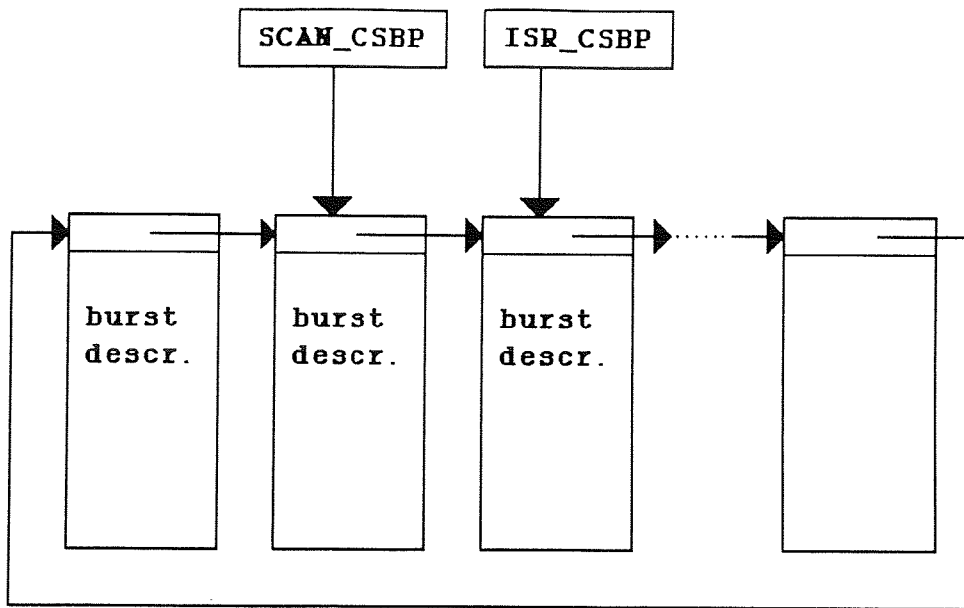 SCAN_CSBP
ISR_CSBP
burst
descr.
burst
descr.
burst
descr.